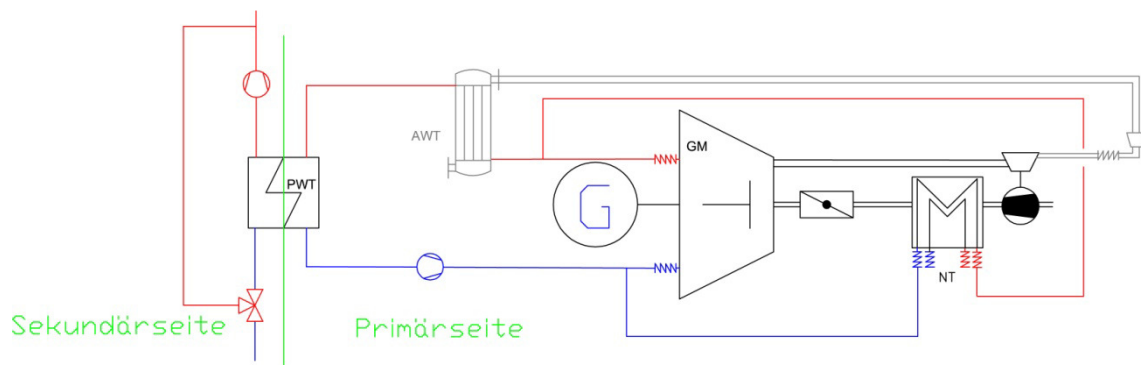 AWT
GM
PWT
G
NT
Sekundärseite
Primärseite